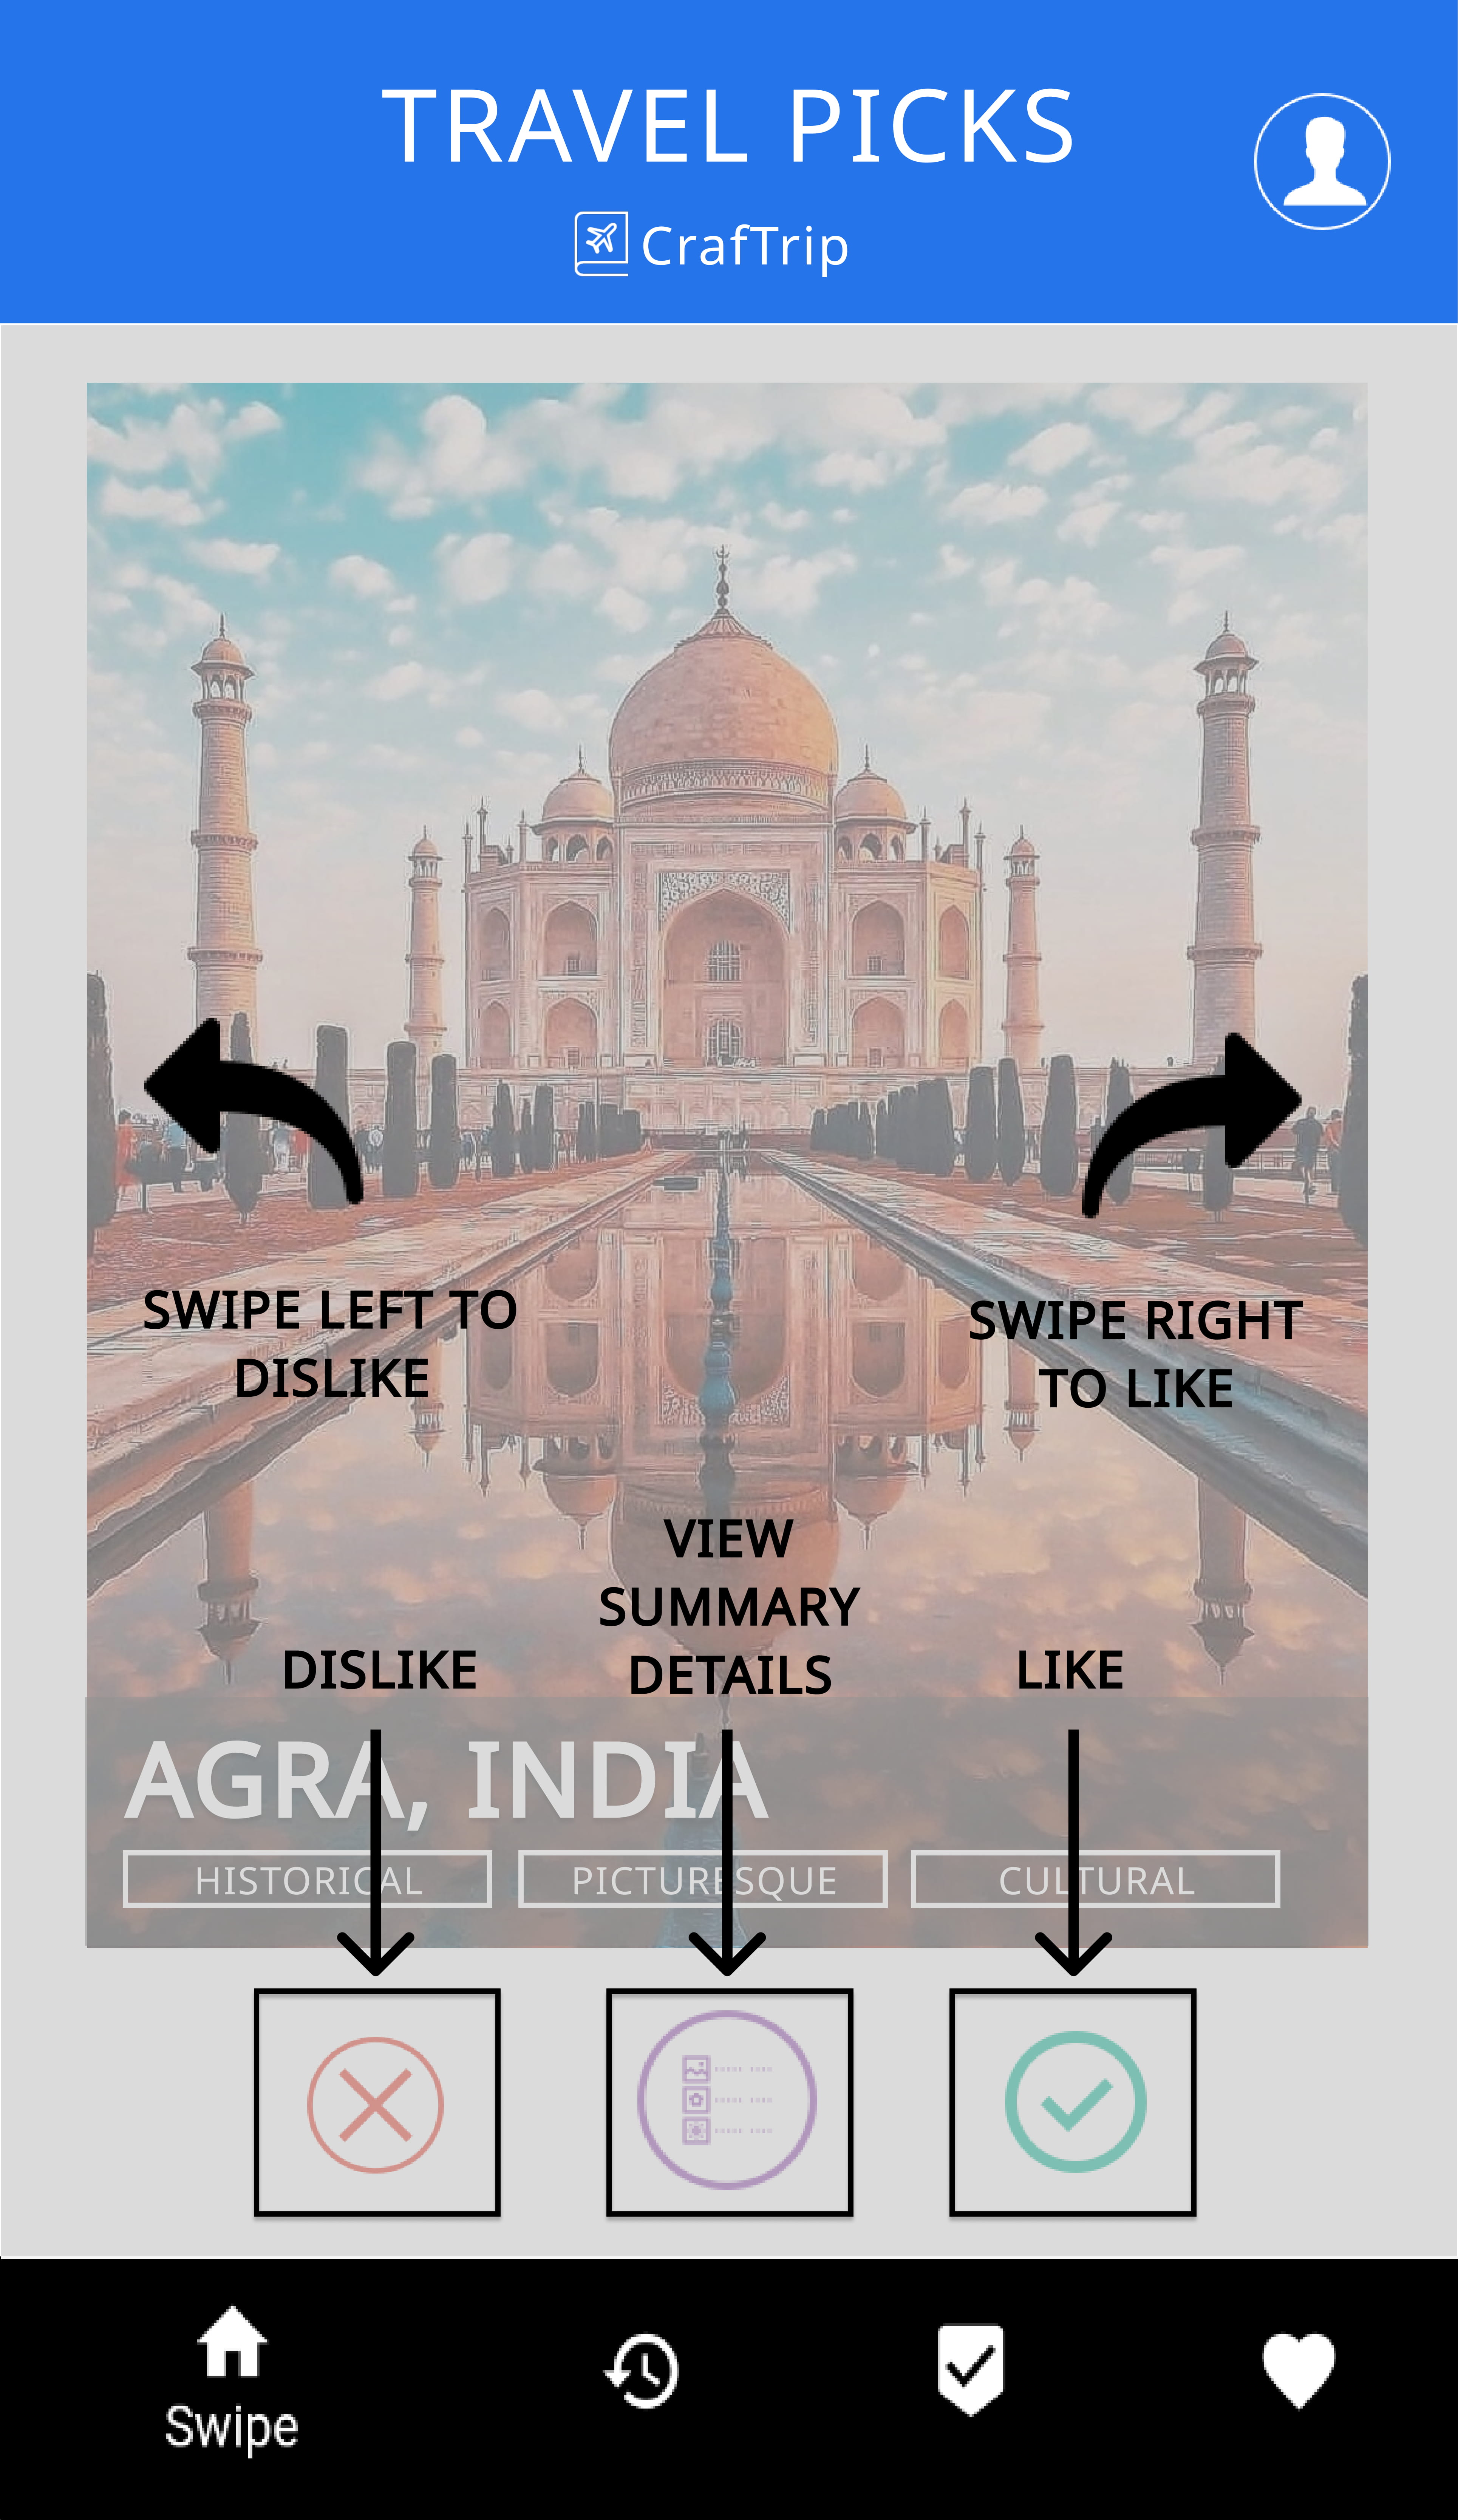 TRAVEL PICKS
CrafTrip
SWIPE LEFT TO
DISLIKE
SWIPE RIGHT
TO LIKE
VIEW
SUMMARY
DETAILS
DISLIKE
LIKE
AGRA, INDIA
HISTORICAL
PICTURESQUE
CULTURAL
Swipe